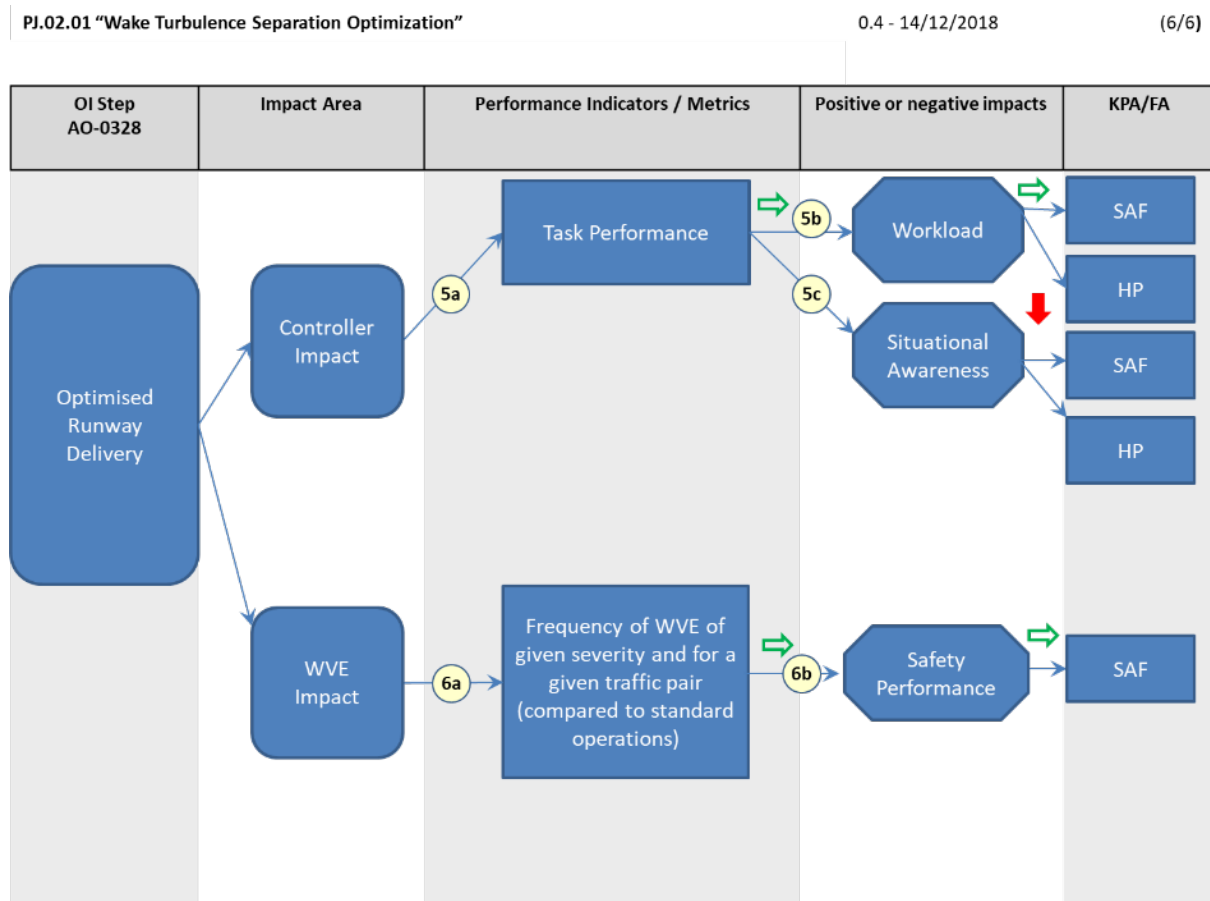 PJ.02.01 “Wake Turbulence Separation Optimization”
0.4 - 14/12/2018
(6/6)
OI Step
AO-0328
Impact Area
Performance Indicators / Metrics
Positive or negative impacts
KPA/FA
Optimised
Runway
Delivery
Controller
Impact
5a
Task Performance
5b
Workload
SAF
HP
5c
Situational
Awareness
SAF
HP
WVE
Impact
6a
Frequency of WVE of
given severity and for a
given traffic pair
(compared to standard
operations)
6b
Safety
Performance
SAF